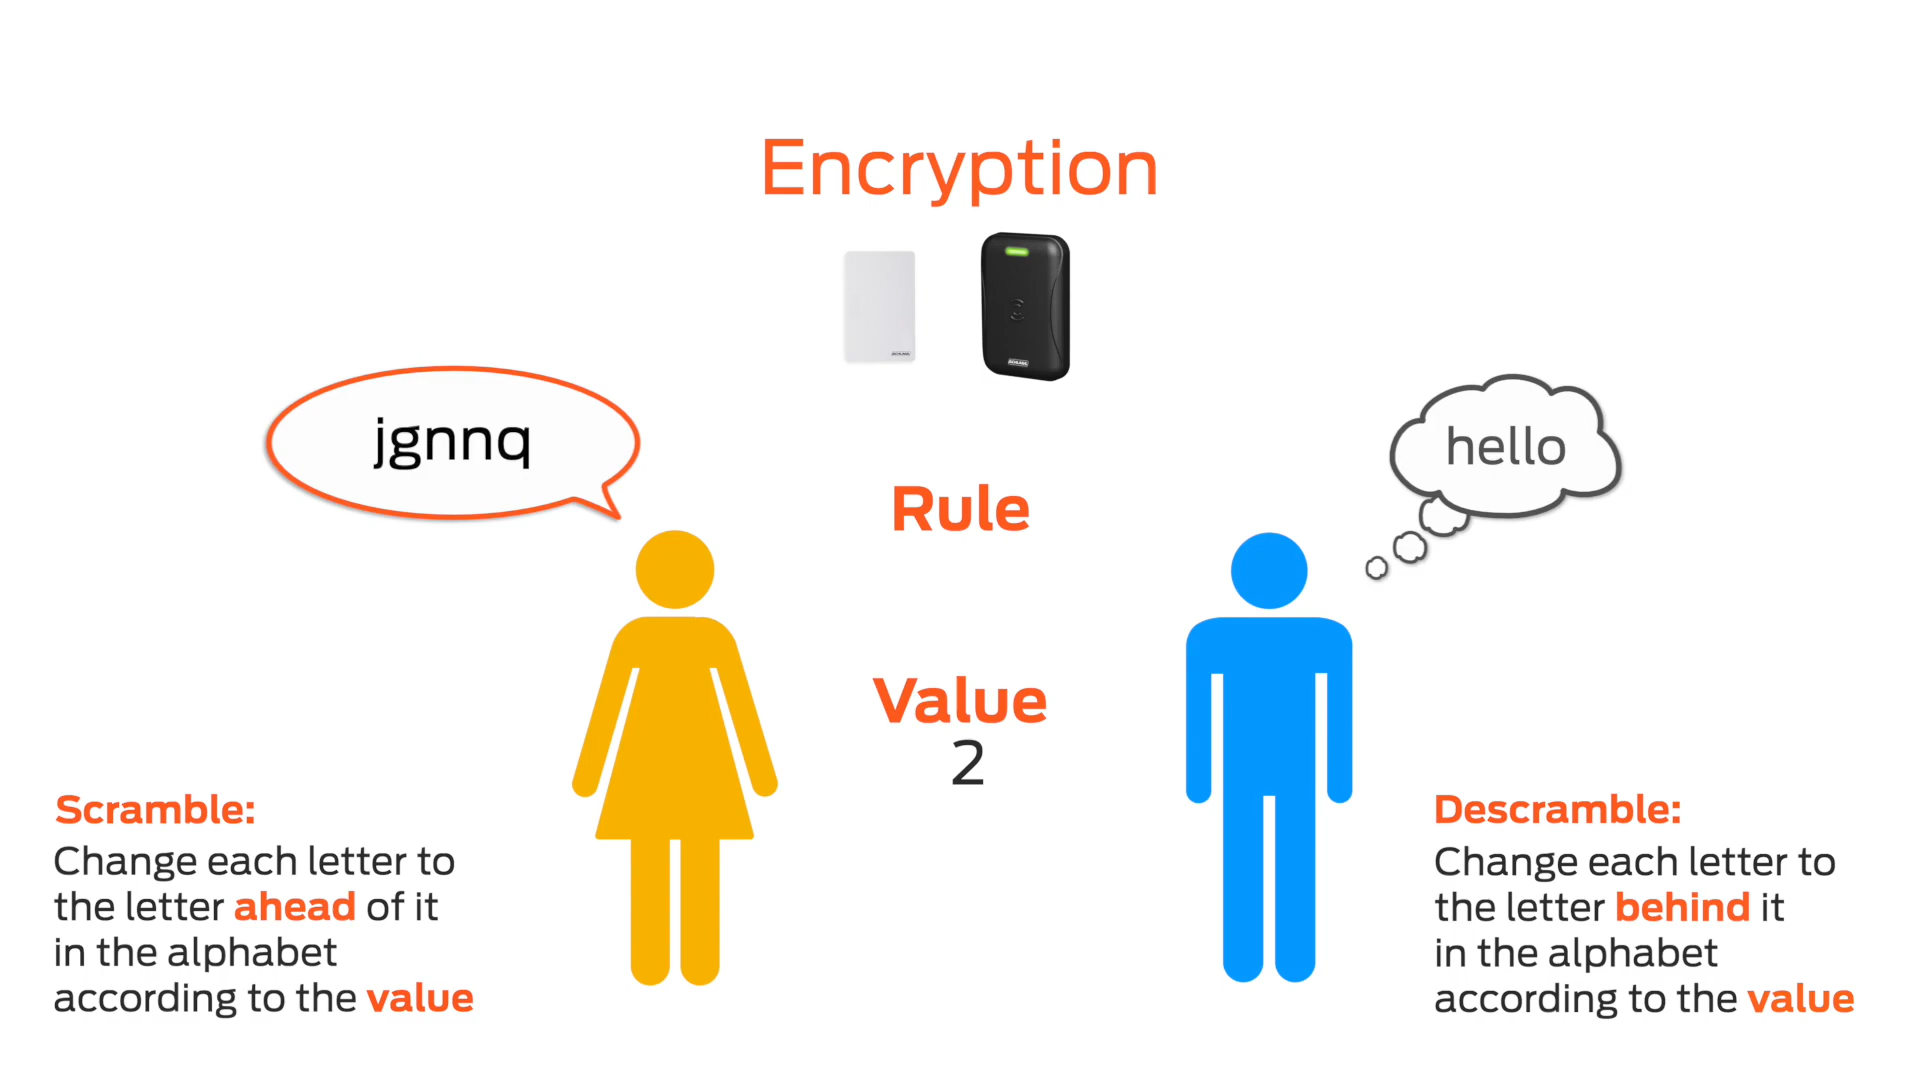 Encryption
SCHLAGE
SCHLAGE
jgnnq
hello
Rule
Value
2
Scramble:
Change each letter to
the letter ahead of it
in the alphabet
according to the value
Descramble:
Change each letter to
the letter behind it
in the alphabet
according to the value